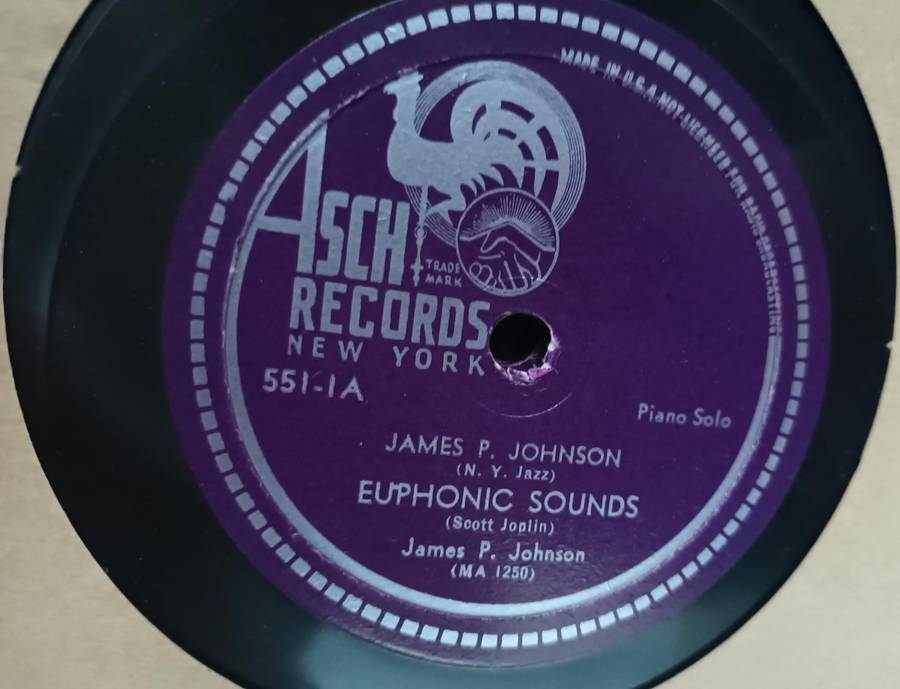 MADE IN U.S.A. NOT LICENSED FOR RADIO BROADCASTING
ASCH
TRADE
MARK
RECORDS
NEW YORK
551-1A
Piano Solo
JAMES P. JOHNSON
(N. Y. Jazz)
EUPHONIC SOUNDS
(Scott Joplin)
James P. Johnson
(MA 1250)